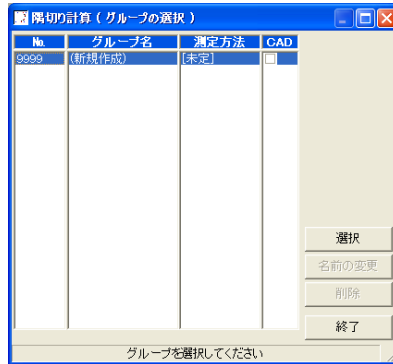 隅切り計算 ( グループの選択 )
No. グループ名 測定方法 CAD
9999 (新規作成) [未定]
選択
名前の変更
削除
終了
グループを選択してください